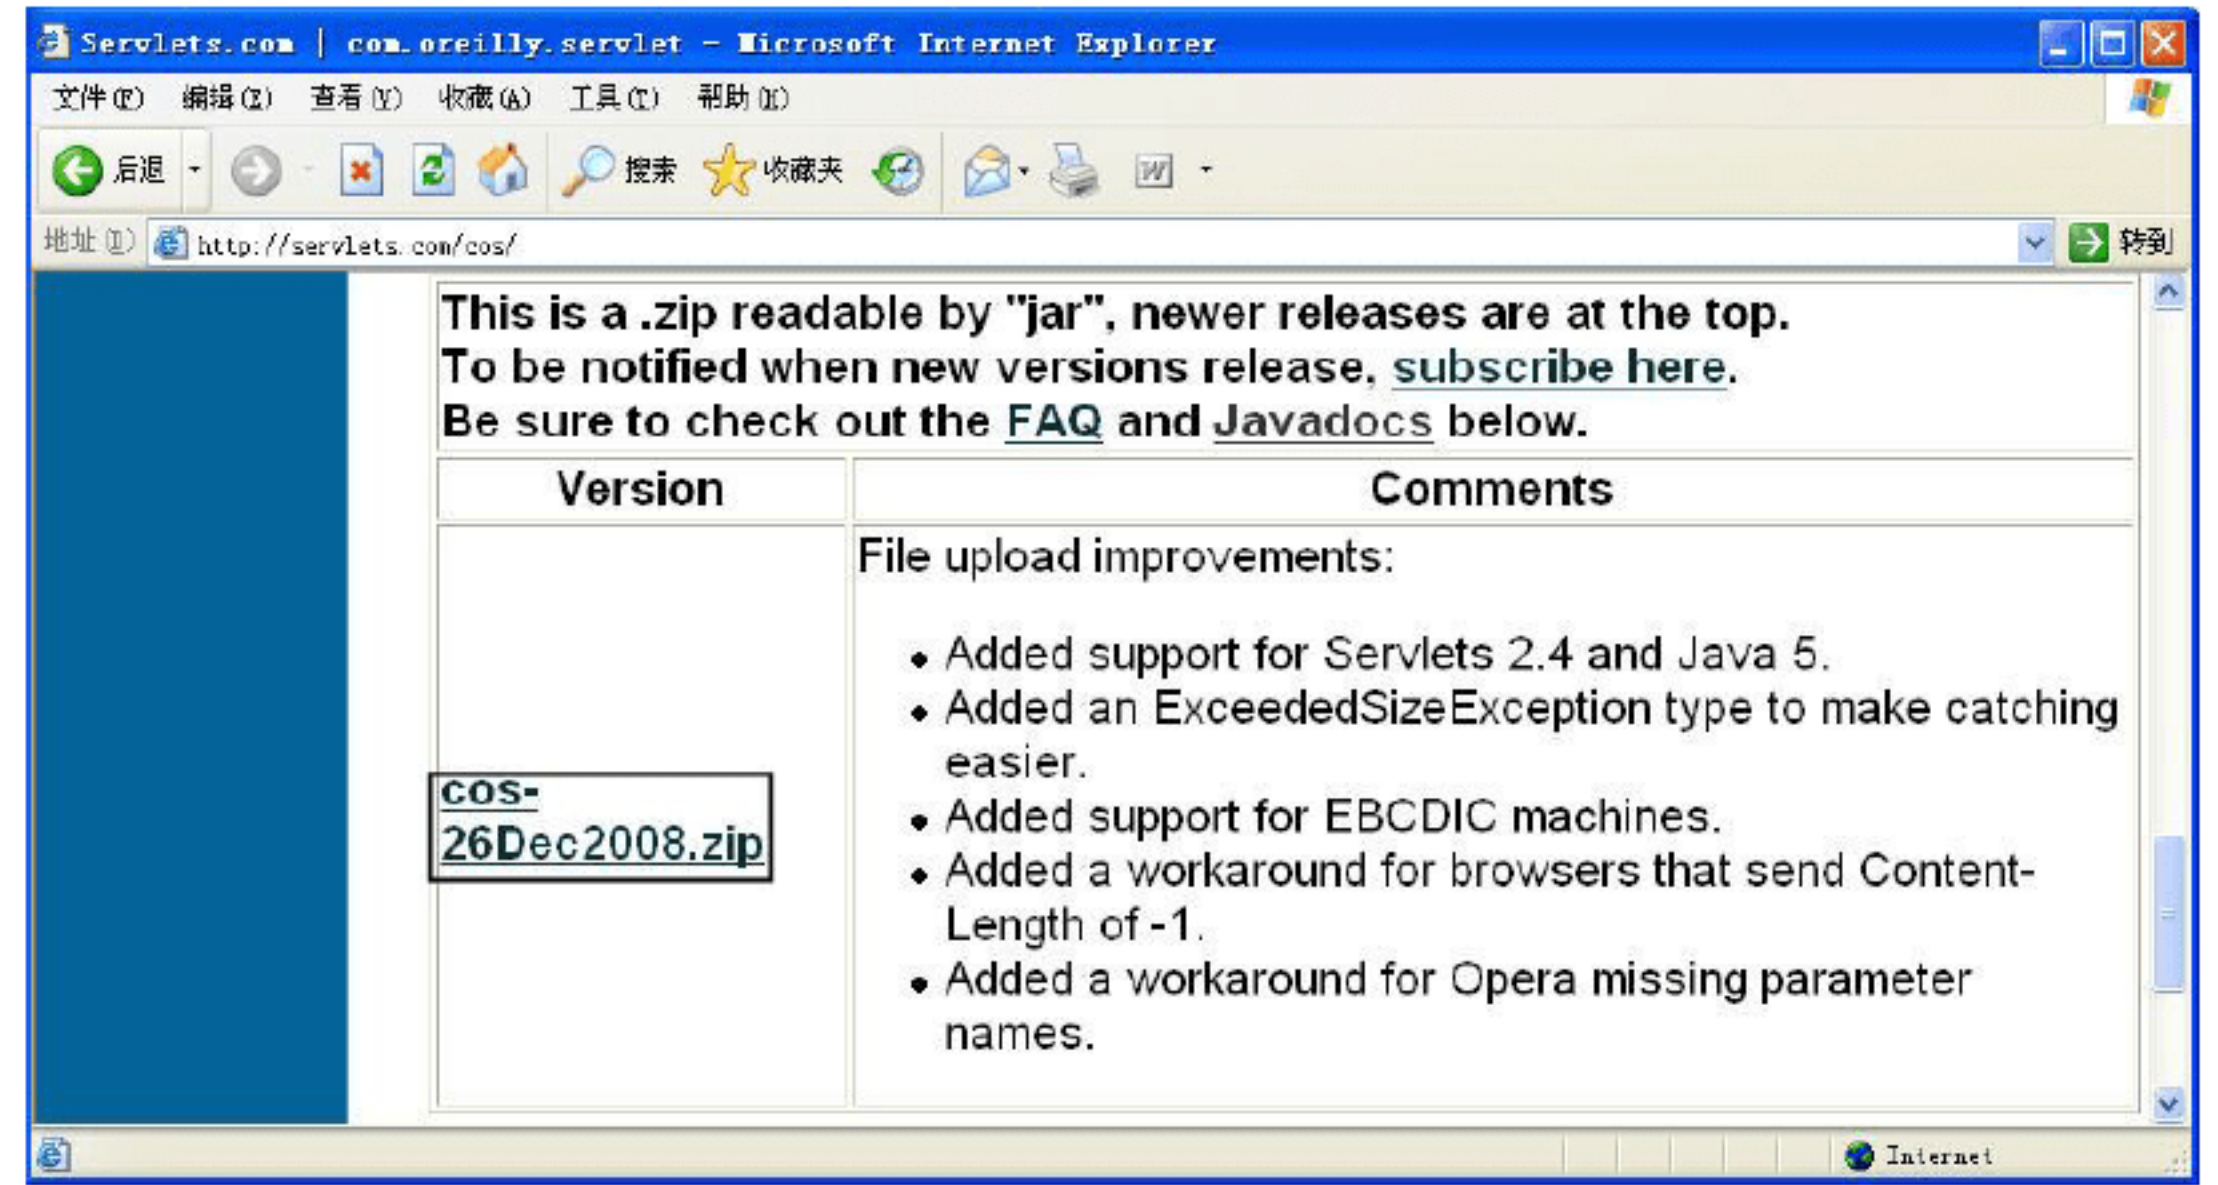 Servlets.com | com.oreilly.servlet - Microsoft Internet Explorer
文件(F) 编辑(E) 查看(V) 收藏(A) 工具(T) 帮助(H)
后退 搜索 收藏夹 W
地址(D) http://servlets.com/cos/ 转到
This is a .zip readable by "jar", newer releases are at the top.
To be notified when new versions release, subscribe here.
Be sure to check out the FAQ and Javadocs below.
Version Comments
File upload improvements:
• Added support for Servlets 2.4 and Java 5.
• Added an ExceededSizeException type to make catching
easier.
cos-
26Dec2008.zip
• Added support for EBCDIC machines.
• Added a workaround for browsers that send Content-
Length of -1.
• Added a workaround for Opera missing parameter
names.
Internet